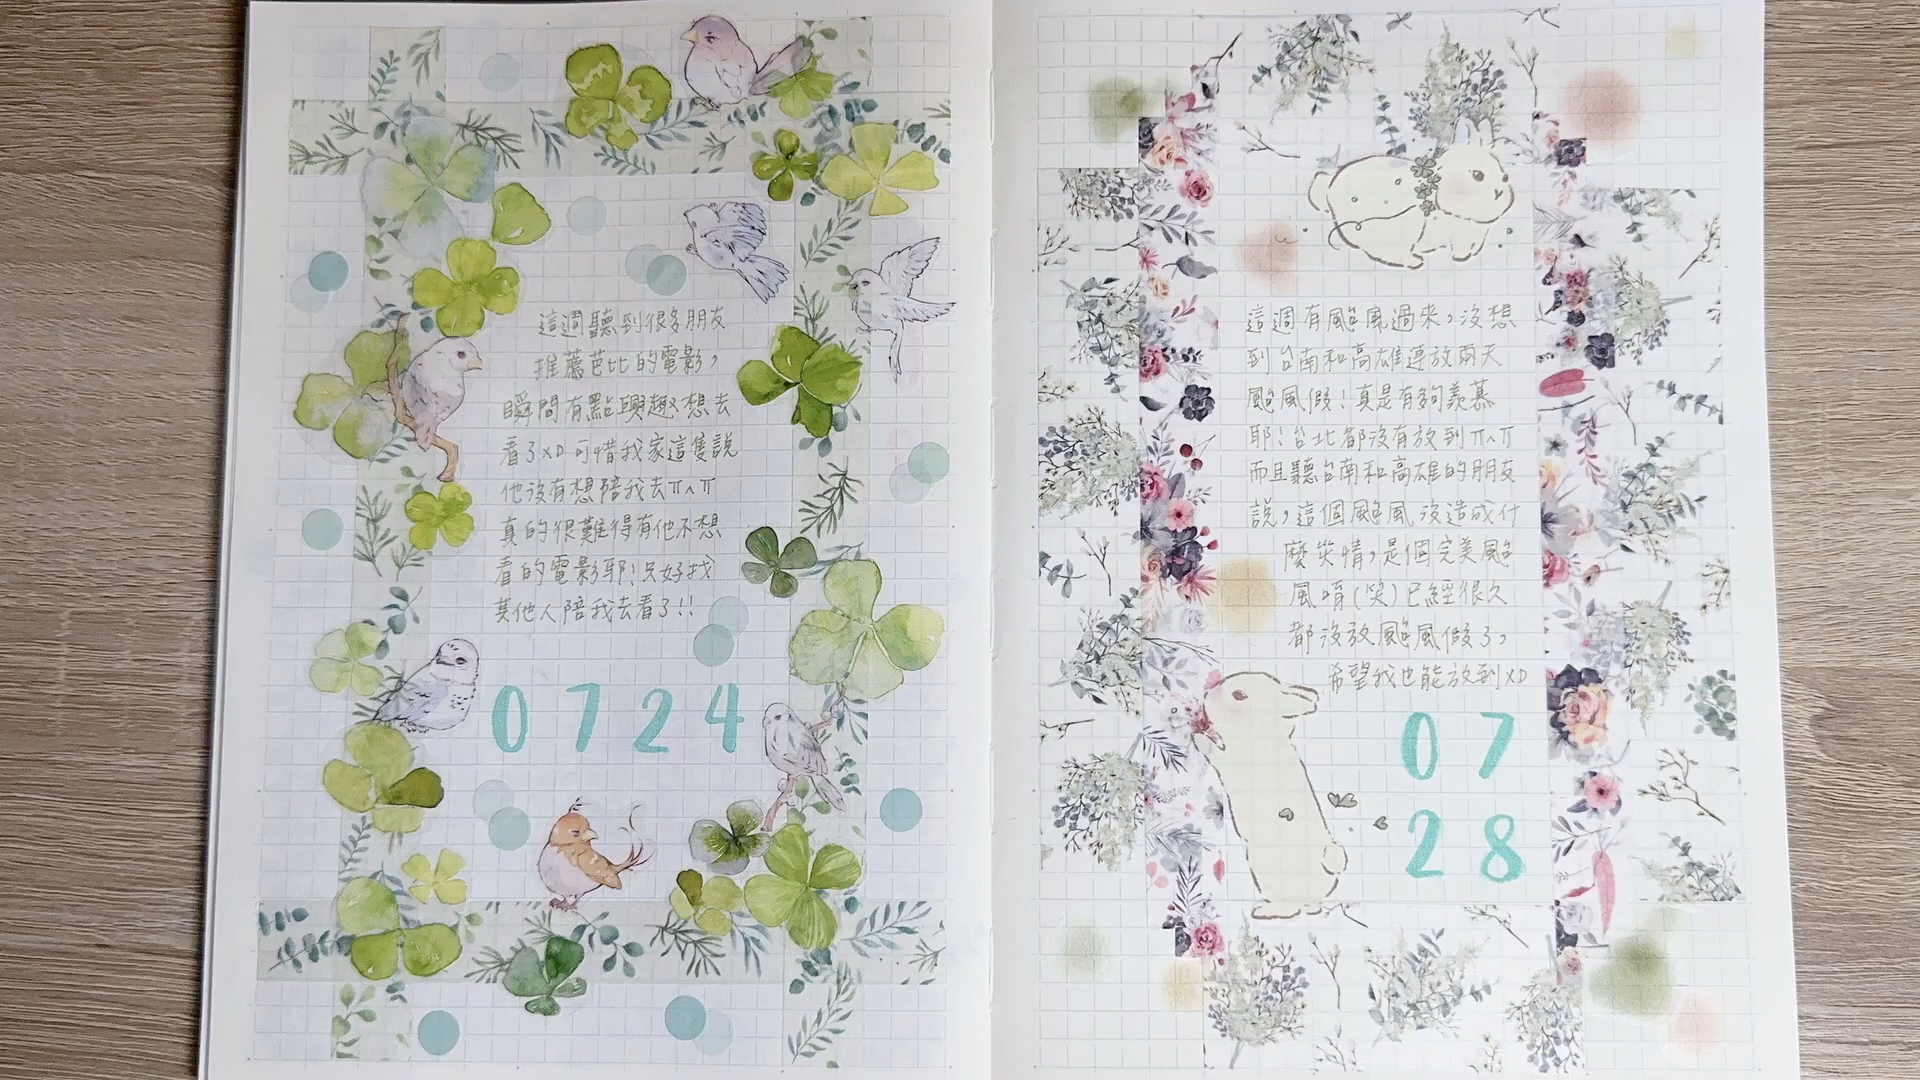 這週聽到很多朋友
推薦芭比的電影，
瞬間有點興趣想去
看了XD 可惜我家這隻說
他沒有想陪我去ㄒ^ㄒ
真的很難得有他不想
看的電影耶！只好找
其他人陪我去看了!!
0724
這週有颱風過來，沒想
到台南和高雄連放兩天
颱風假！真是有夠羨慕
耶！台北都沒有放到ㄒ^ㄒ
而且聽台南和高雄的朋友
說，這個颱風沒造成什
麼災情，是個完美颱
風唷(笑)已經很久
都沒放颱風假了，
希望我也能放到XD
07
28